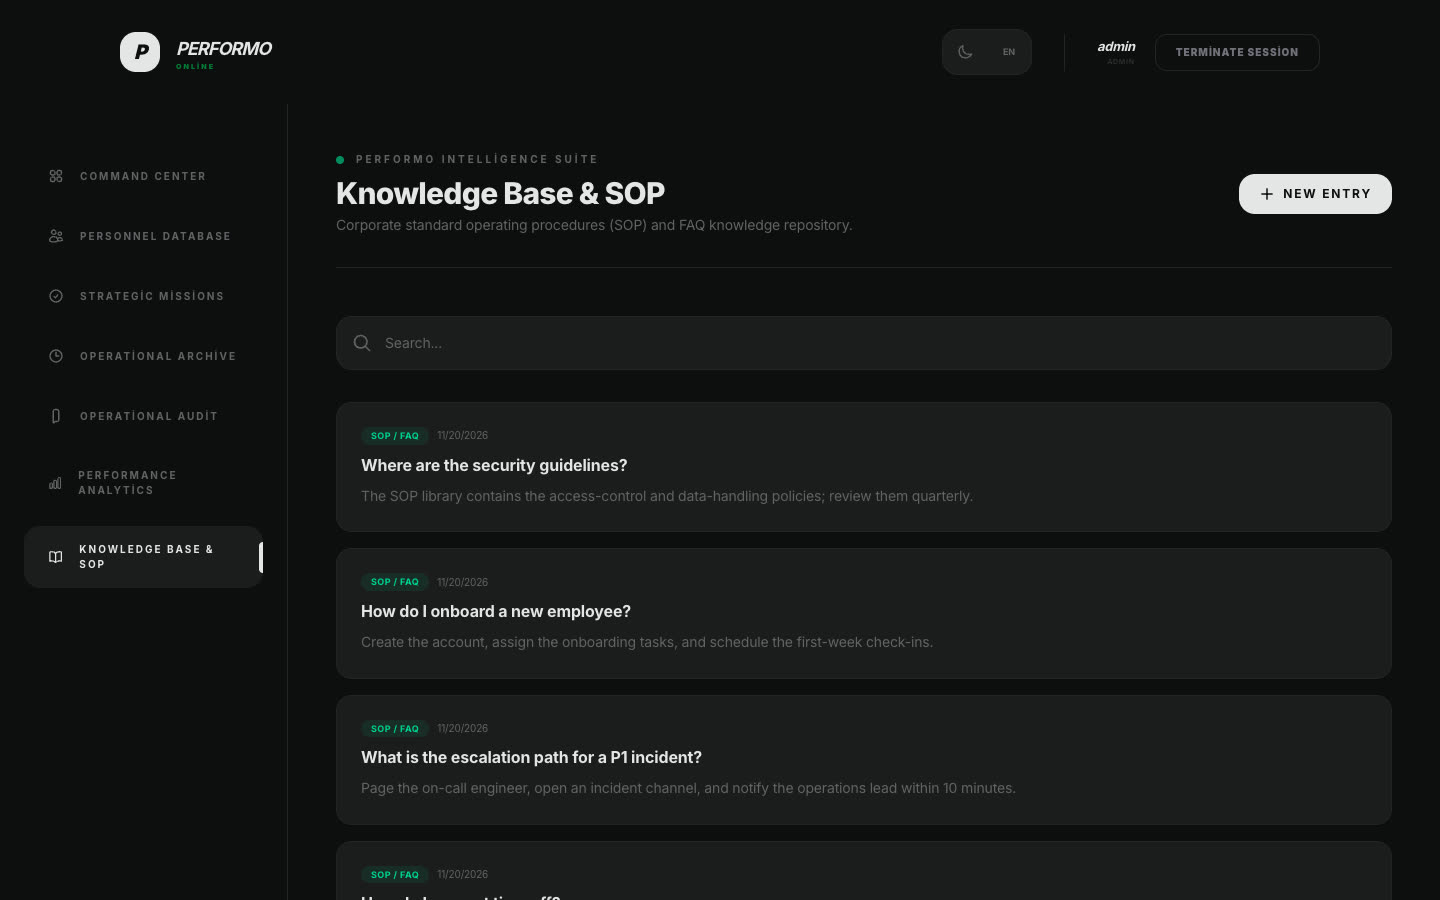 P
PERFORMO
ONLİNE
EN
admin
ADMIN
TERMİNATE SESSİON
COMMAND CENTER
PERSONNEL DATABASE
STRATEGİC MİSSİONS
OPERATİONAL ARCHİVE
OPERATİONAL AUDİT
PERFORMANCE
ANALYTİCS
KNOWLEDGE BASE &
SOP
PERFORMO INTELLİGENCE SUİTE
Knowledge Base & SOP
Corporate standard operating procedures (SOP) and FAQ knowledge repository.
NEW ENTRY
Search...
SOP / FAQ 11/20/2026
Where are the security guidelines?
The SOP library contains the access-control and data-handling policies; review them quarterly.
SOP / FAQ 11/20/2026
How do I onboard a new employee?
Create the account, assign the onboarding tasks, and schedule the first-week check-ins.
SOP / FAQ 11/20/2026
What is the escalation path for a P1 incident?
Page the on-call engineer, open an incident channel, and notify the operations lead within 10 minutes.
SOP / FAQ 11/20/2026